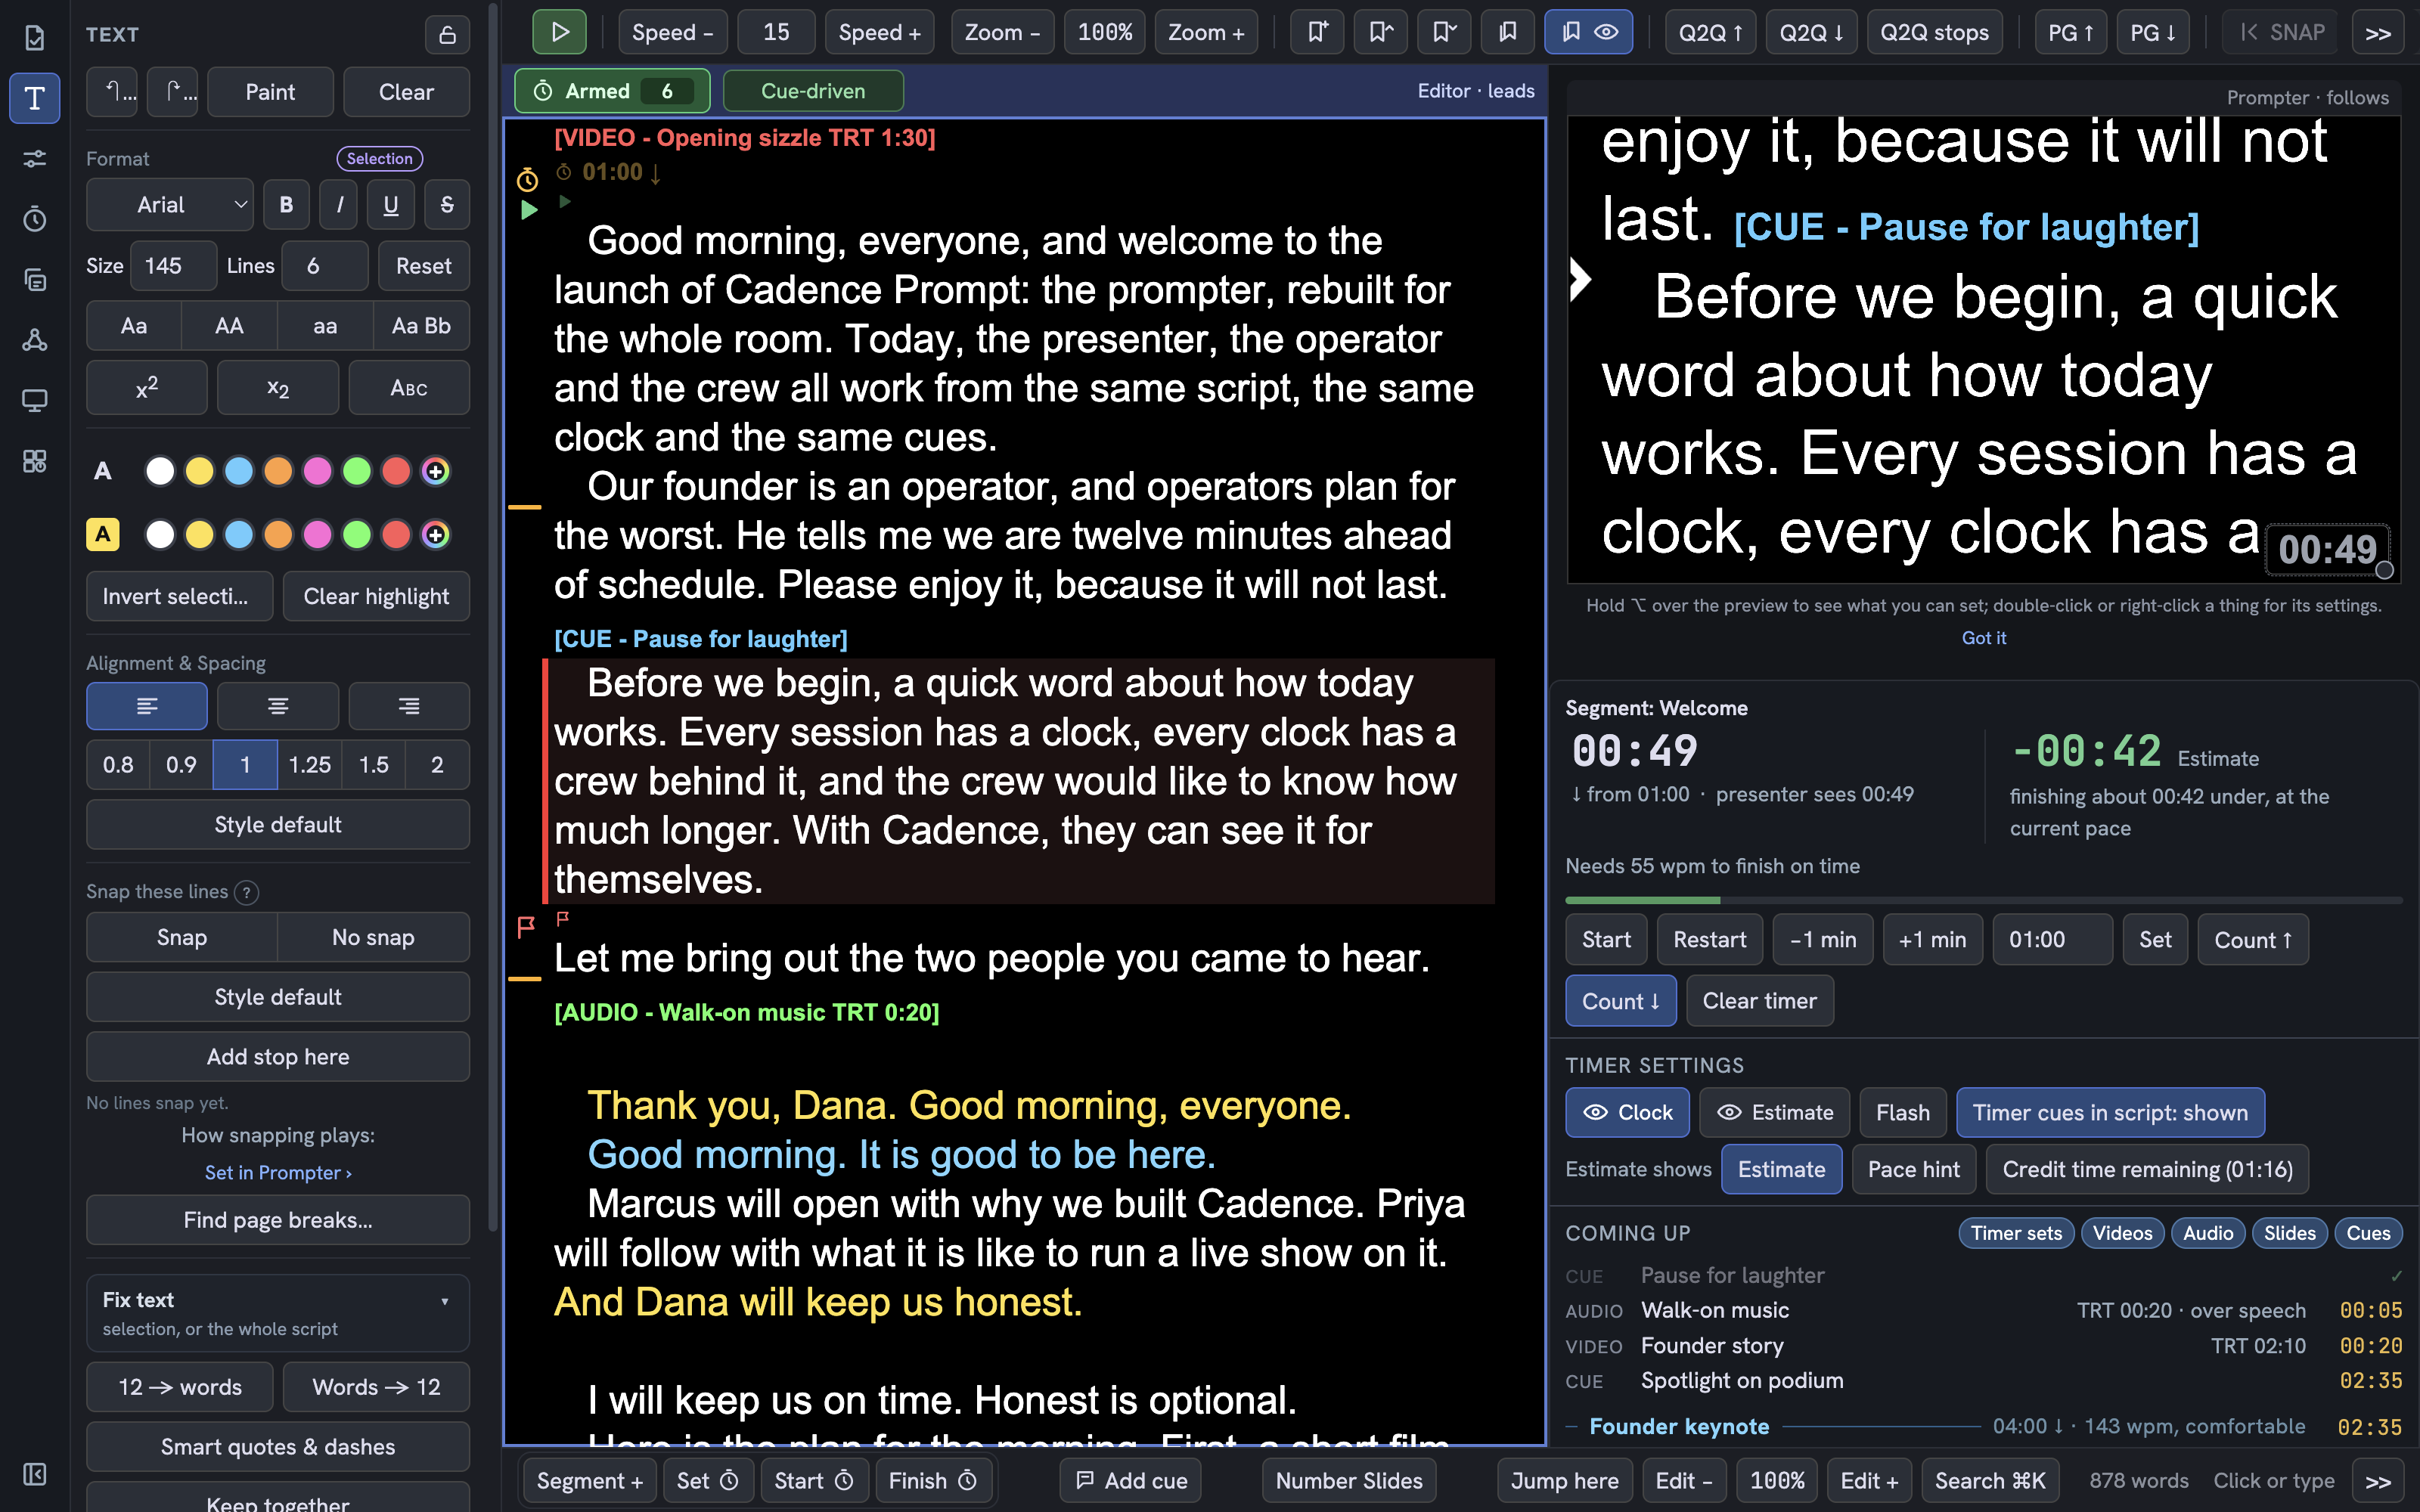 TEXT
Paint
Clear
Format
Selection
Arial
B
I
U
S
Size 145 Lines 6 Reset
Aa AA aa Aa Bb
x2 x2 ABC
A
A
Invert selecti... Clear highlight
Alignment & Spacing
0.8 0.9 1 1.25 1.5 2
Style default
Snap these lines ?
Snap No snap
Style default
Add stop here
No lines snap yet.
How snapping plays:
Set in Prompter ›
Find page breaks...
Fix text
selection, or the whole script
12 → words Words → 12
Smart quotes & dashes
Keep together
Speed – 15 Speed + Zoom – 100% Zoom + Q2Q ↑ Q2Q ↓ Q2Q stops PG ↑ PG ↓ SNAP >>
Armed 6 Cue-driven Editor · leads
[VIDEO - Opening sizzle TRT 1:30]
01:00 ↓
Good morning, everyone, and welcome to the
launch of Cadence Prompt: the prompter, rebuilt for
the whole room. Today, the presenter, the operator
and the crew all work from the same script, the same
clock and the same cues.
Our founder is an operator, and operators plan for
the worst. He tells me we are twelve minutes ahead
of schedule. Please enjoy it, because it will not last.
[CUE - Pause for laughter]
Before we begin, a quick word about how today
works. Every session has a clock, every clock has a
crew behind it, and the crew would like to know how
much longer. With Cadence, they can see it for
themselves.
Let me bring out the two people you came to hear.
[AUDIO - Walk-on music TRT 0:20]
Thank you, Dana. Good morning, everyone.
Good morning. It is good to be here.
Marcus will open with why we built Cadence. Priya
will follow with what it is like to run a live show on it.
And Dana will keep us honest.
I will keep us on time. Honest is optional.
Here is the plan for the morning. First, a short film
Segment + Set Start Finish Add cue Number Slides Jump here Edit – 100% Edit + Search ⌘K 878 words Click or type >>
Prompter · follows
enjoy it, because it will not
last. [CUE - Pause for laughter]
Before we begin, a quick
word about how today
works. Every session has a
clock, every clock has a
00:49
Hold ⌥ over the preview to see what you can set; double-click or right-click a thing for its settings.
Got it
Segment: Welcome
00:49
↓ from 01:00 · presenter sees 00:49
-00:42 Estimate
finishing about 00:42 under, at the
current pace
Needs 55 wpm to finish on time
Start Restart −1 min +1 min 01:00 Set Count ↑
Count ↓ Clear timer
TIMER SETTINGS
Clock Estimate Flash Timer cues in script: shown
Estimate shows Estimate Pace hint Credit time remaining (01:16)
COMING UP Timer sets Videos Audio Slides Cues
CUE Pause for laughter ✓
AUDIO Walk-on music TRT 00:20 · over speech 00:05
VIDEO Founder story TRT 02:10 00:20
CUE Spotlight on podium 02:35
Founder keynote 04:00 ↓ · 143 wpm, comfortable 02:35